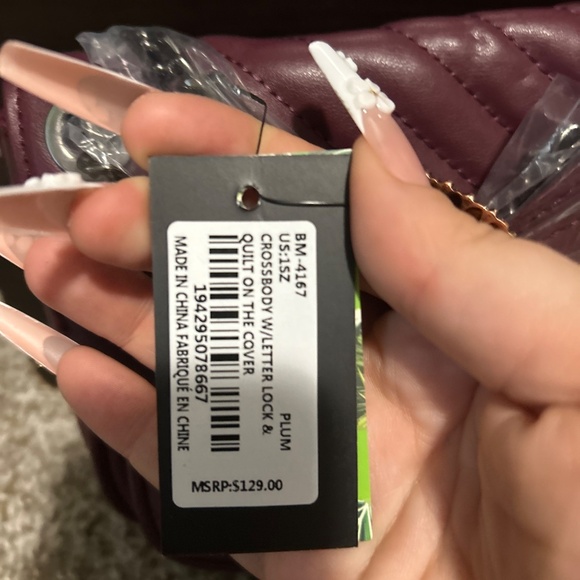 BM-4167
US:1SZ PLUM
CROSSBODY W/LETTER LOCK &
QUILT ON THE COVER
194295078667
MADE IN CHINA FABRIQUÉ EN CHINE
MSRP:$129.00